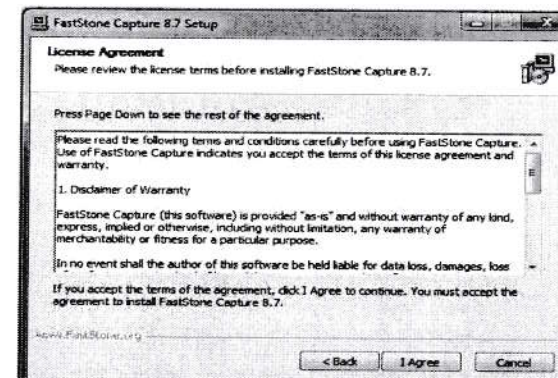 FastStone Capture 8.7 Setup
License Agreement
Please review the license terms before installing FastStone Capture 8.7.
Press Page Down to see the rest of the agreement.
Please read the following terms and conditions carefully before using FastStone Capture.
Use of FastStone Capture indicates you accept the terms of this license agreement and
warranty.
1. Disclaimer of Warranty
FastStone Capture (this software) is provided "as-is" and without warranty of any kind,
express, implied or otherwise, including without limitation, any warranty of
merchantability or fitness for a particular purpose.
In no event shall the author of this software be held liable for data loss, damages, loss
If you accept the terms of the agreement, click I Agree to continue. You must accept the
agreement to install FastStone Capture 8.7.
www.FastStone.org
< Back
I Agree
Cancel